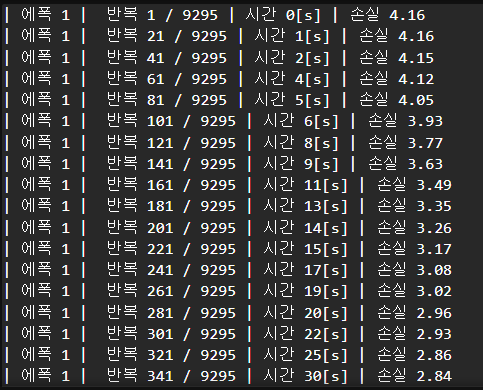 | 에폭 1 |  반복 1 / 9295 | 시간 0[s] | 손실 4.16
| 에폭 1 |  반복 21 / 9295 | 시간 1[s] | 손실 4.16
| 에폭 1 |  반복 41 / 9295 | 시간 2[s] | 손실 4.15
| 에폭 1 |  반복 61 / 9295 | 시간 4[s] | 손실 4.12
| 에폭 1 |  반복 81 / 9295 | 시간 5[s] | 손실 4.05
| 에폭 1 |  반복 101 / 9295 | 시간 6[s] | 손실 3.93
| 에폭 1 |  반복 121 / 9295 | 시간 8[s] | 손실 3.77
| 에폭 1 |  반복 141 / 9295 | 시간 9[s] | 손실 3.63
| 에폭 1 |  반복 161 / 9295 | 시간 11[s] | 손실 3.49
| 에폭 1 |  반복 181 / 9295 | 시간 13[s] | 손실 3.35
| 에폭 1 |  반복 201 / 9295 | 시간 14[s] | 손실 3.26
| 에폭 1 |  반복 221 / 9295 | 시간 15[s] | 손실 3.17
| 에폭 1 |  반복 241 / 9295 | 시간 17[s] | 손실 3.08
| 에폭 1 |  반복 261 / 9295 | 시간 19[s] | 손실 3.02
| 에폭 1 |  반복 281 / 9295 | 시간 20[s] | 손실 2.96
| 에폭 1 |  반복 301 / 9295 | 시간 22[s] | 손실 2.93
| 에폭 1 |  반복 321 / 9295 | 시간 25[s] | 손실 2.86
| 에폭 1 |  반복 341 / 9295 | 시간 30[s] | 손실 2.84